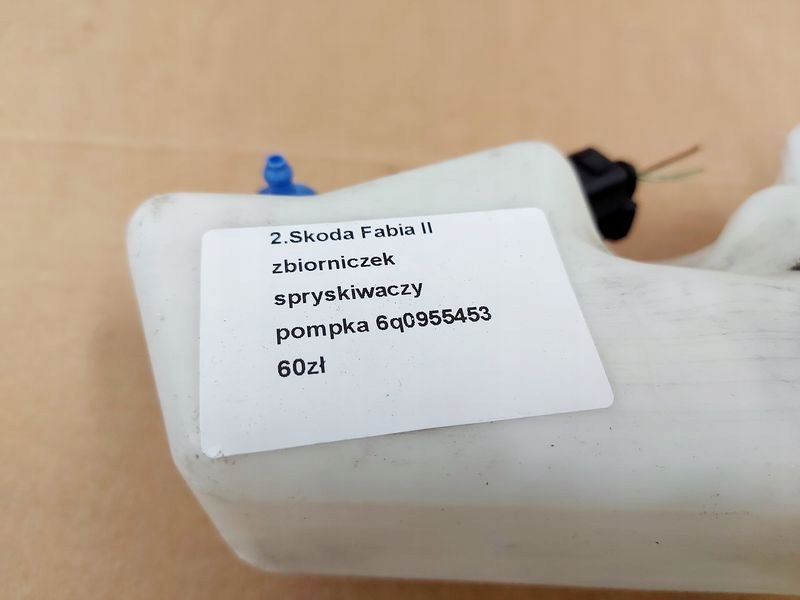 2.Skoda Fabia II
zbiorniczek
spryskiwaczy
pompka 6q0955453
60zł